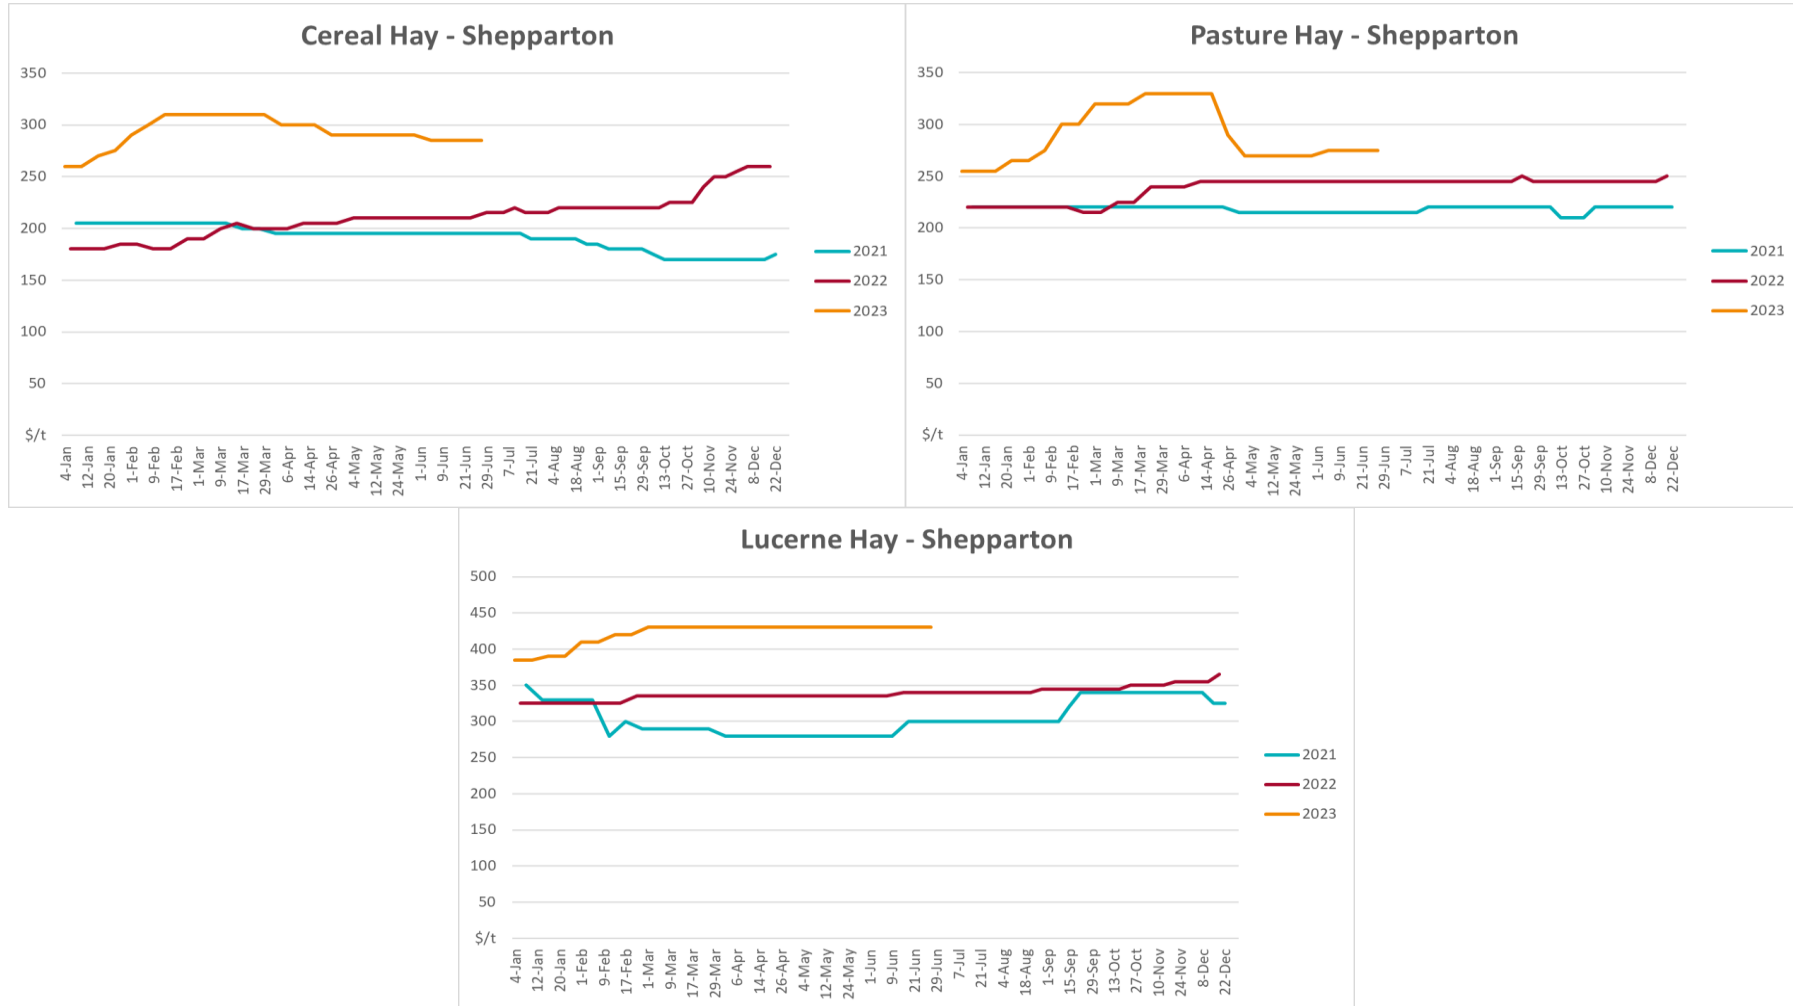 Cereal Hay - Shepparton
350
300
250
200
150
100
50
$/t
4-Jan
12-Jan
20-Jan
1-Feb
9-Feb
17-Feb
1-Mar
9-Mar
17-Mar
29-Mar
6-Apr
14-Apr
26-Apr
4-May
12-May
24-May
1-Jun
9-Jun
21-Jun
29-Jun
7-Jul
21-Jul
4-Aug
18-Aug
1-Sep
15-Sep
29-Sep
13-Oct
27-Oct
10-Nov
24-Nov
8-Dec
22-Dec
2021
2022
2023
Pasture Hay - Shepparton
350
300
250
200
150
100
50
$/t
4-Jan
12-Jan
20-Jan
1-Feb
9-Feb
17-Feb
1-Mar
9-Mar
17-Mar
29-Mar
6-Apr
14-Apr
26-Apr
4-May
12-May
24-May
1-Jun
9-Jun
21-Jun
29-Jun
7-Jul
21-Jul
4-Aug
18-Aug
1-Sep
15-Sep
29-Sep
13-Oct
27-Oct
10-Nov
24-Nov
8-Dec
22-Dec
2021
2022
2023
Lucerne Hay - Shepparton
500
450
400
350
300
250
200
150
100
50
$/t
4-Jan
12-Jan
20-Jan
1-Feb
9-Feb
17-Feb
1-Mar
9-Mar
17-Mar
29-Mar
6-Apr
14-Apr
26-Apr
4-May
12-May
24-May
1-Jun
9-Jun
21-Jun
29-Jun
7-Jul
21-Jul
4-Aug
18-Aug
1-Sep
15-Sep
29-Sep
13-Oct
27-Oct
10-Nov
24-Nov
8-Dec
22-Dec
2021
2022
2023